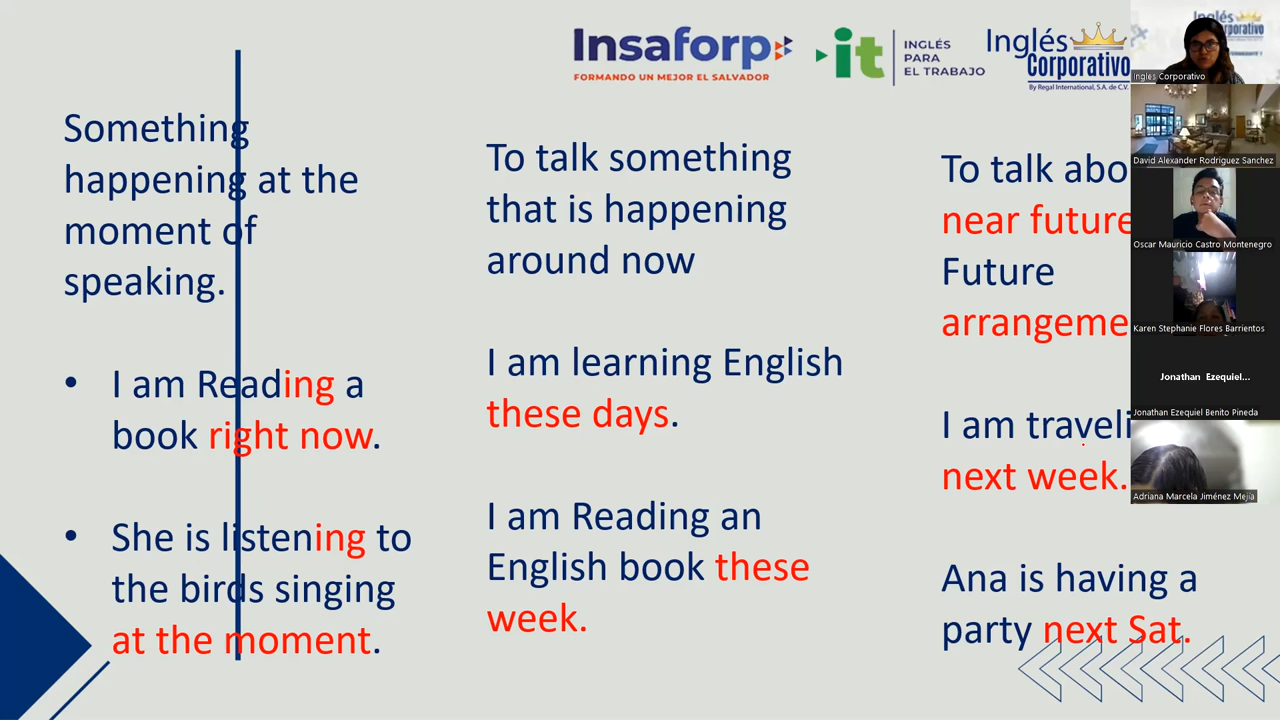 Insaforp
FORMANDO UN MEJOR EL SALVADOR
it
INGLÉS
PARA
EL TRABAJO
Inglés
Corporativo
By Regal International, S.A. de C.V.
Something
happening at the
moment of
speaking.
• I am Reading a
book right now.
• She is listening to
the birds singing
at the moment.
To talk something
that is happening
around now
I am learning English
these days.
I am Reading an
English book these
week.
To talk abo
near future
Future
arrangeme
I am traveli
next week.
Ana is having a
party next Sat.
Ingles Corporativo
David Alexander Rodriguez Sanchez
Oscar Mauricio Castro Montenegro
Karen Stephanie Flores Barrientos
Jonathan Ezequiel...
Jonathan Ezequiel Benito Pineda
Adriana Marcela Jiménez Mejía